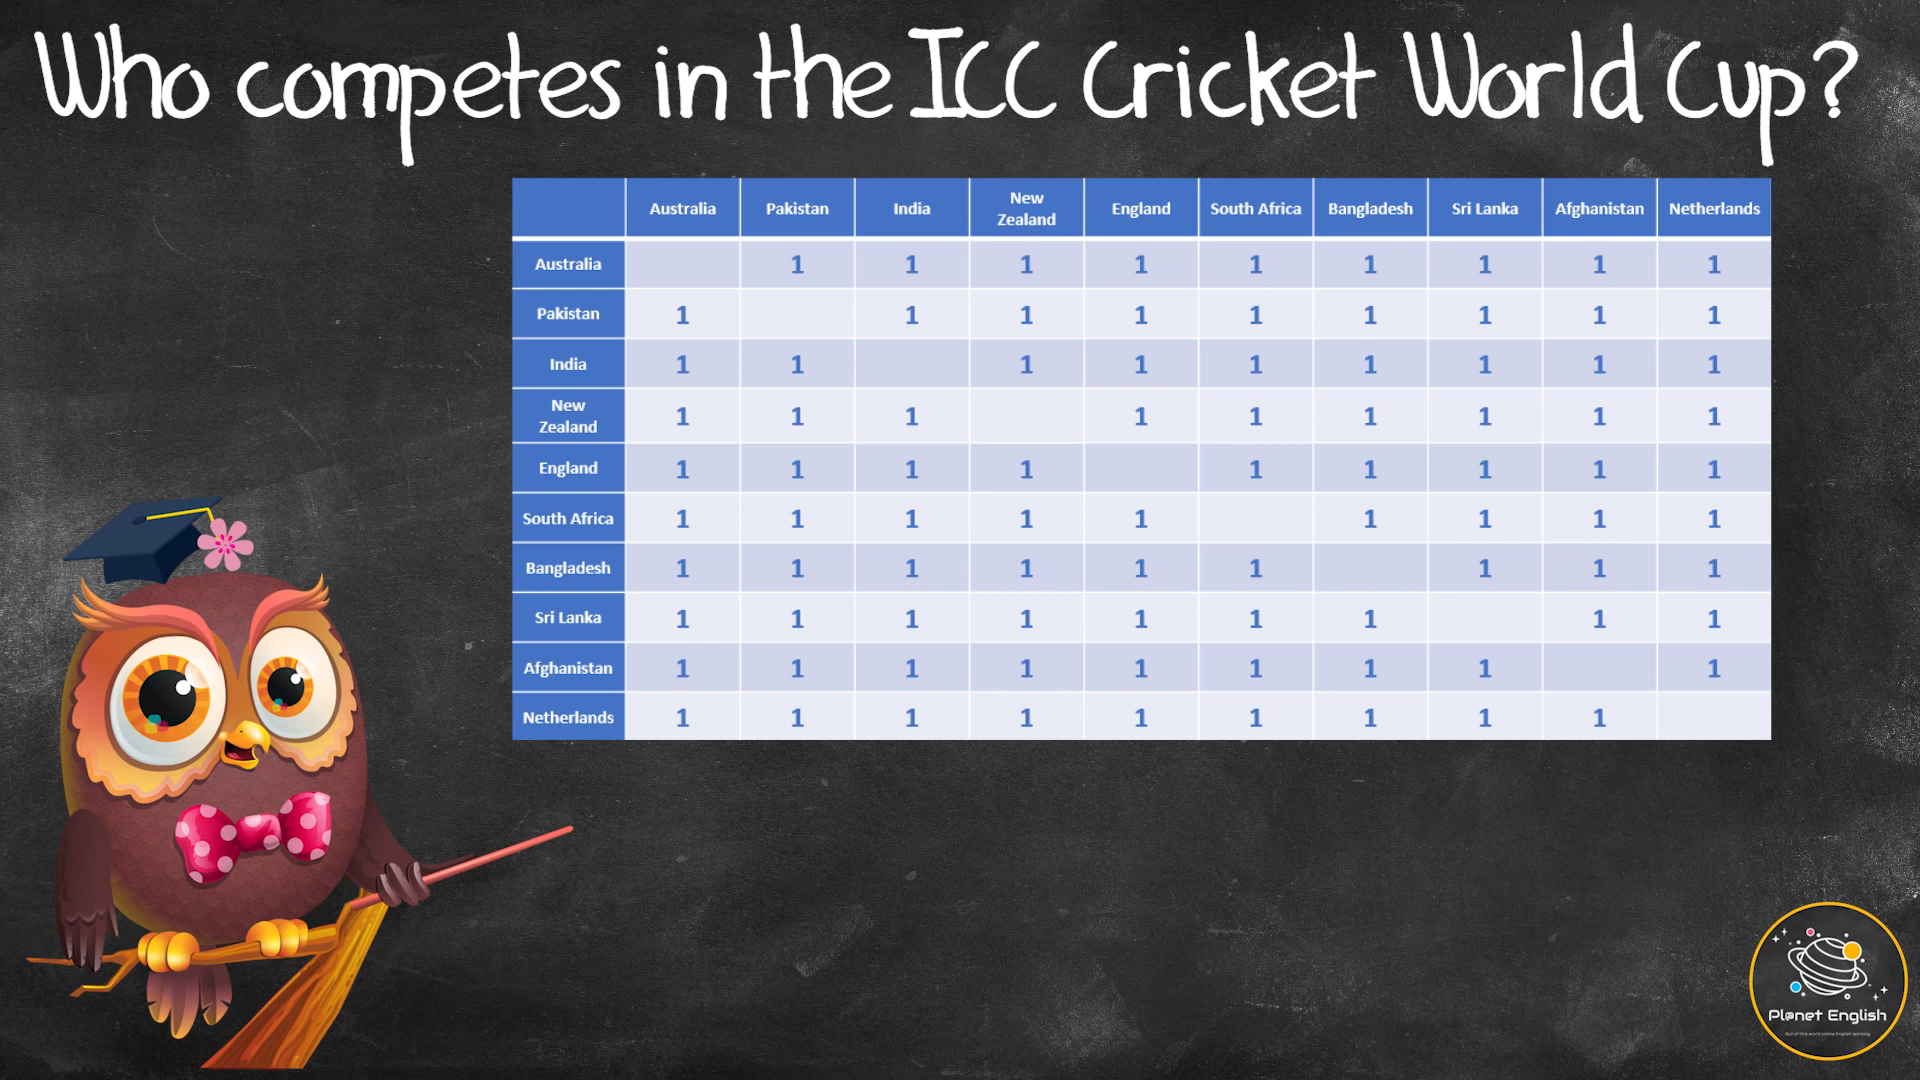 Who competes in the ICC Cricket World Cup?
Australia Pakistan India New Zealand England South Africa Bangladesh Sri Lanka Afghanistan Netherlands
Australia 1 1 1 1 1 1 1 1 1
Pakistan 1 1 1 1 1 1 1 1 1
India 1 1 1 1 1 1 1 1 1
New Zealand 1 1 1 1 1 1 1 1 1
England 1 1 1 1 1 1 1 1 1
South Africa 1 1 1 1 1 1 1 1 1
Bangladesh 1 1 1 1 1 1 1 1 1
Sri Lanka 1 1 1 1 1 1 1 1 1
Afghanistan 1 1 1 1 1 1 1 1 1
Netherlands 1 1 1 1 1 1 1 1 1
Pl@net English